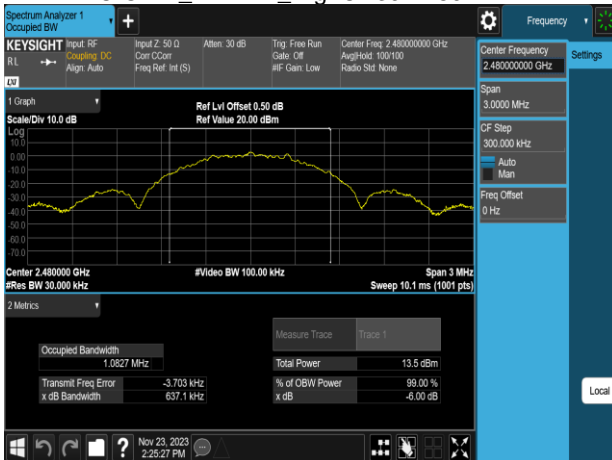 Spectrum Analyzer 1
Occupied BW
Frequency
KEYSIGHT
RL
Input: RF
Coupling: DC
Align: Auto
Input Z: 50 Ω
Corr CCorr
Freq Ref: Int (S)
Atten: 30 dB
Trig: Free Run
Gate: Off
#IF Gain: Low
Center Freq: 2.480000000 GHz
Avg|Hold: 100/100
Radio Std: None
LXI
Center Frequency
2.480000000 GHz
Settings
Span
3.0000 MHz
CF Step
300.000 kHz
Auto
Man
Freq Offset
0 Hz
Local
1 Graph
Scale/Div 10.0 dB
Ref Lvl Offset 0.50 dB
Ref Value 20.00 dBm
Log
10.0
0.00
-10.0
-20.0
-30.0
-40.0
-50.0
-60.0
-70.0
Center 2.480000 GHz
#Res BW 30.000 kHz
#Video BW 100.00 kHz
Span 3 MHz
Sweep 10.1 ms (1001 pts)
2 Metrics
Measure Trace
Trace 1
Occupied Bandwidth
1.0827 MHz
Total Power
13.5 dBm
Transmit Freq Error
-3.703 kHz
% of OBW Power
99.00 %
x dB Bandwidth
637.1 kHz
x dB
-6.00 dB
Nov 23, 2023
2:25:27 PM